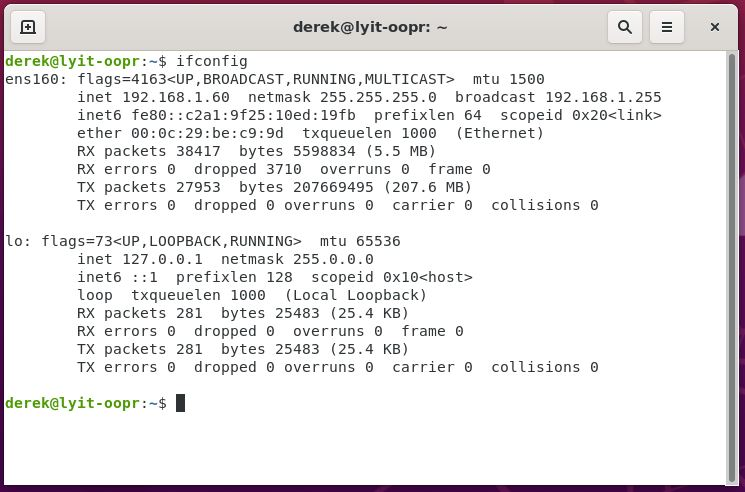 derek@lyit-oopr: ~
derek@lyit-oopr:~$ ifconfig
ens160: flags=4163<UP,BROADCAST,RUNNING,MULTICAST>  mtu 1500
        inet 192.168.1.60  netmask 255.255.255.0  broadcast 192.168.1.255
        inet6 fe80::c2a1:9f25:10ed:19fb  prefixlen 64  scopeid 0x20<link>
        ether 00:0c:29:be:c9:9d  txqueuelen 1000  (Ethernet)
        RX packets 38417  bytes 5598834 (5.5 MB)
        RX errors 0  dropped 3710  overruns 0  frame 0
        TX packets 27953  bytes 207669495 (207.6 MB)
        TX errors 0  dropped 0 overruns 0  carrier 0  collisions 0

lo: flags=73<UP,LOOPBACK,RUNNING>  mtu 65536
        inet 127.0.0.1  netmask 255.0.0.0
        inet6 ::1  prefixlen 128  scopeid 0x10<host>
        loop  txqueuelen 1000  (Local Loopback)
        RX packets 281  bytes 25483 (25.4 KB)
        RX errors 0  dropped 0  overruns 0  frame 0
        TX packets 281  bytes 25483 (25.4 KB)
        TX errors 0  dropped 0 overruns 0  carrier 0  collisions 0

derek@lyit-oopr:~$